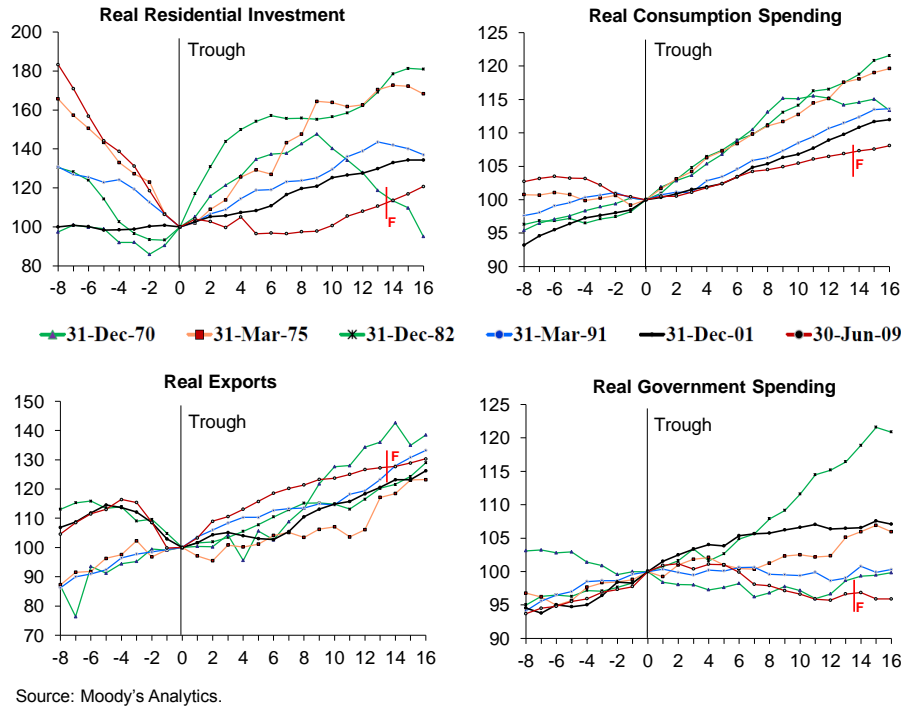 Real Residential Investment
Real Consumption Spending
200
180
160
140
120
100
80
Trough
F
-8 -6 -4 -2 0 2 4 6 8 10 12 14 16
125
120
115
110
105
100
95
90
Trough
F
-8 -6 -4 -2 0 2 4 6 8 10 12 14 16
31-Dec-70 31-Mar-75 31-Dec-82 31-Mar-91 31-Dec-01 30-Jun-09
Real Exports
Real Government Spending
150
140
130
120
110
100
90
80
70
Trough
F
-8 -6 -4 -2 0 2 4 6 8 10 12 14 16
125
120
115
110
105
100
95
90
Trough
F
-8 -6 -4 -2 0 2 4 6 8 10 12 14 16
Source: Moody's Analytics.